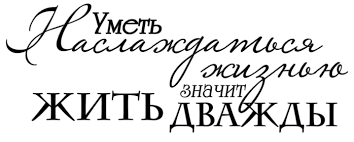 Уметь
Наслаждаться
жизнью
значит
ЖИТЬ ДВАЖДЫ